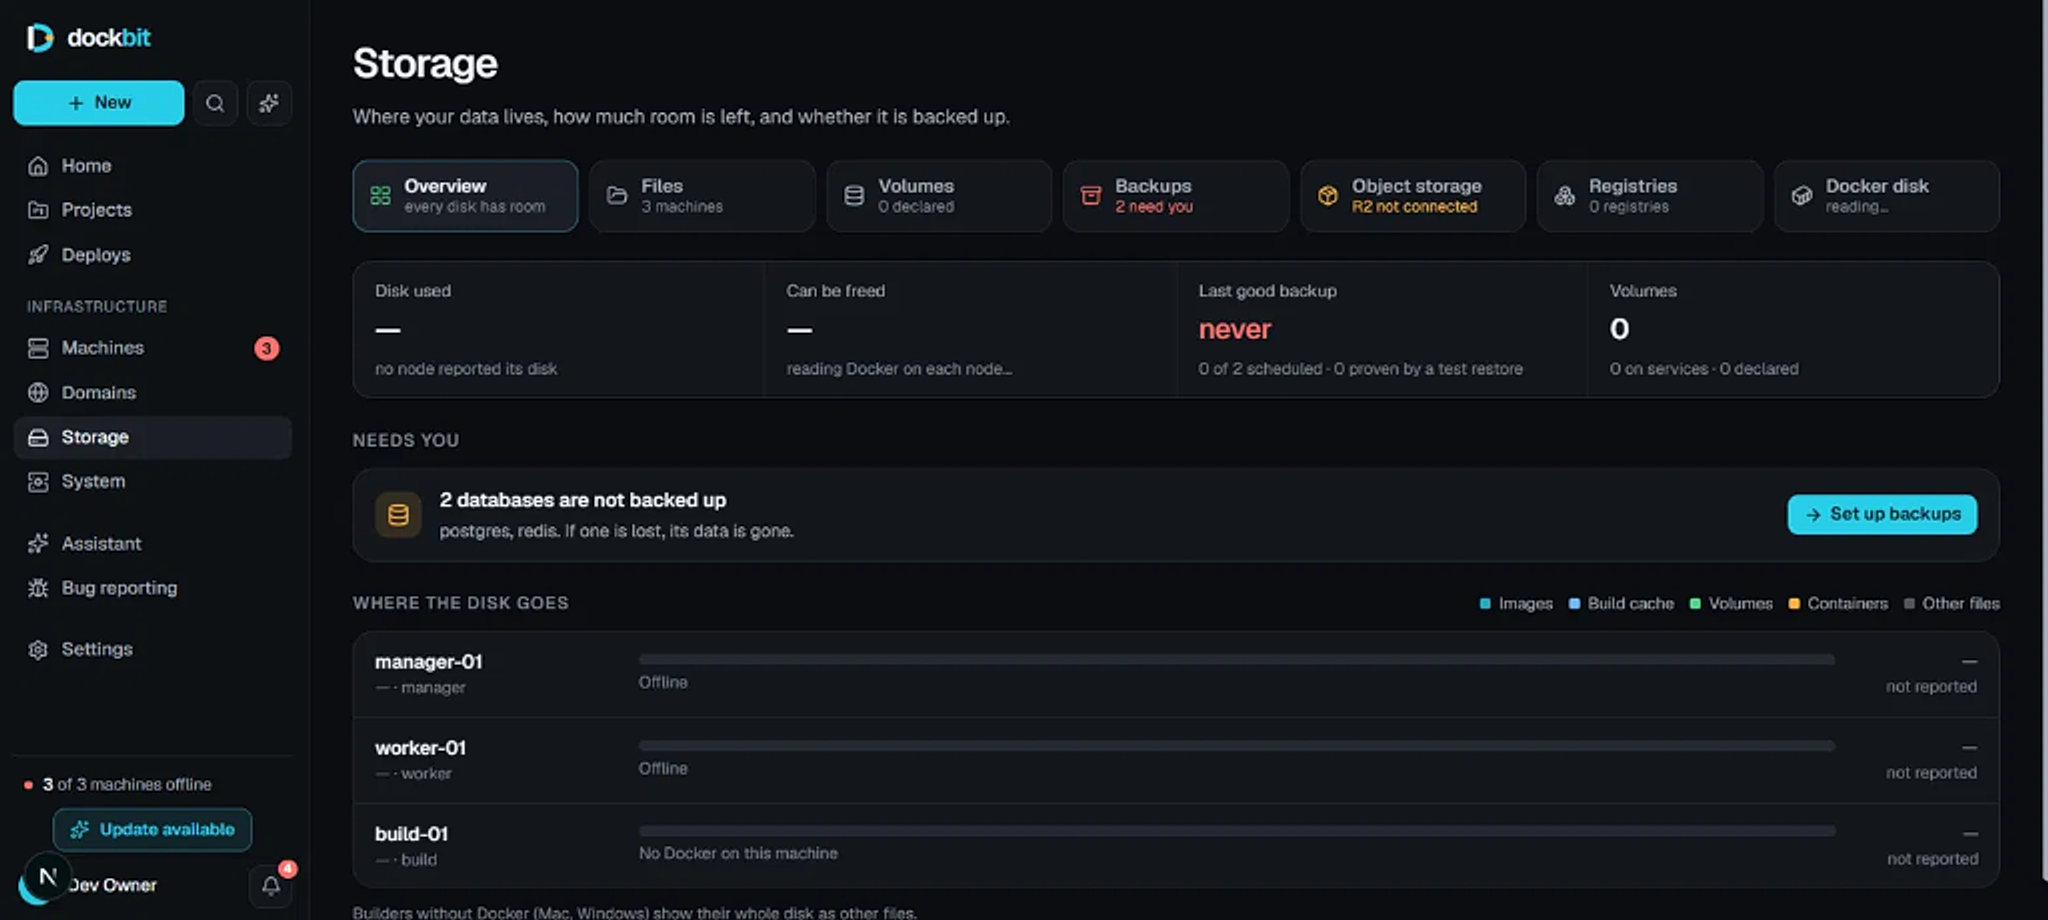 dockbit
+ New
Home
Projects
Deploys
INFRASTRUCTURE
Machines 3
Domains
Storage
System
Assistant
Bug reporting
Settings
3 of 3 machines offline
Update available
N Dev Owner 4
Storage
Where your data lives, how much room is left, and whether it is backed up.
Overview
every disk has room
Files
3 machines
Volumes
0 declared
Backups
2 need you
Object storage
R2 not connected
Registries
0 registries
Docker disk
reading…
Disk used
—
no node reported its disk
Can be freed
—
reading Docker on each node…
Last good backup
never
0 of 2 scheduled · 0 proven by a test restore
Volumes
0
0 on services · 0 declared
NEEDS YOU
2 databases are not backed up
postgres, redis. If one is lost, its data is gone.
→ Set up backups
WHERE THE DISK GOES
Images Build cache Volumes Containers Other files
manager-01
— · manager
Offline
—
not reported
worker-01
— · worker
Offline
—
not reported
build-01
— · build
No Docker on this machine
—
not reported
Builders without Docker (Mac, Windows) show their whole disk as other files.